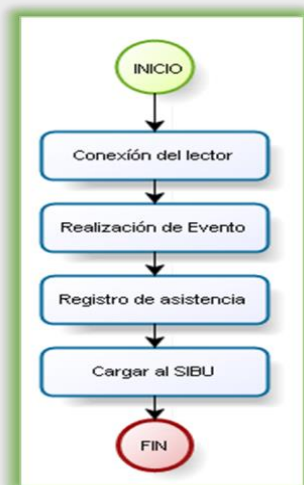 INICIO
Conexión del lector
Realización de Evento
Registro de asistencia
Cargar al SIBU
FIN